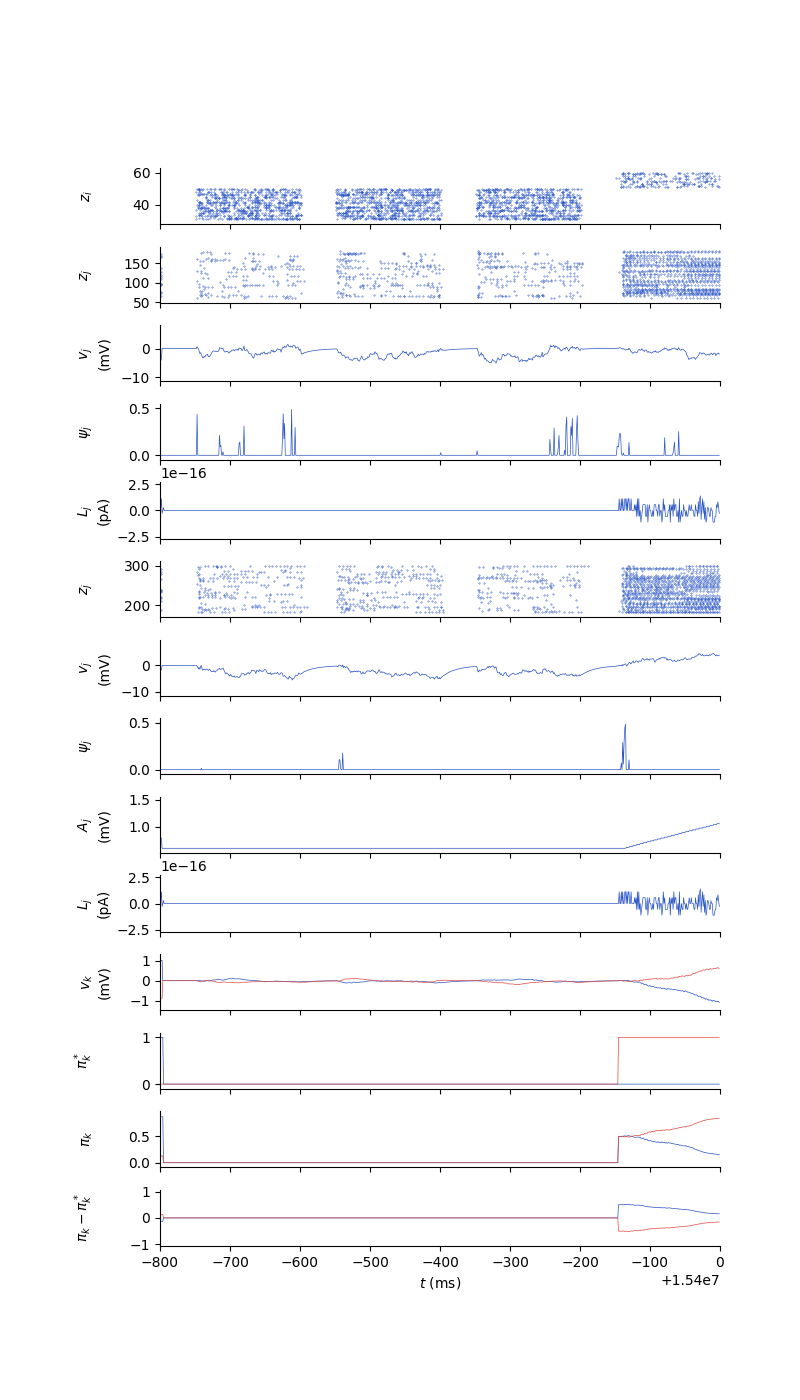 60
40
z_i
150
100
50
z_j
0
−10
v_j
(mV)
0.5
0.0
ψ_j
1e−16
2.5
0.0
−2.5
L_j
(pA)
300
200
z_j
0
−10
v_j
(mV)
0.5
0.0
ψ_j
1.5
1.0
A_j
(mV)
1e−16
2.5
0.0
−2.5
L_j
(pA)
1
0
−1
v_k
(mV)
1
0
π_k^*
0.5
0.0
π_k
1
0
−1
π_k − π_k^*
−800 −700 −600 −500 −400 −300 −200 −100 0
t (ms)
+1.54e7